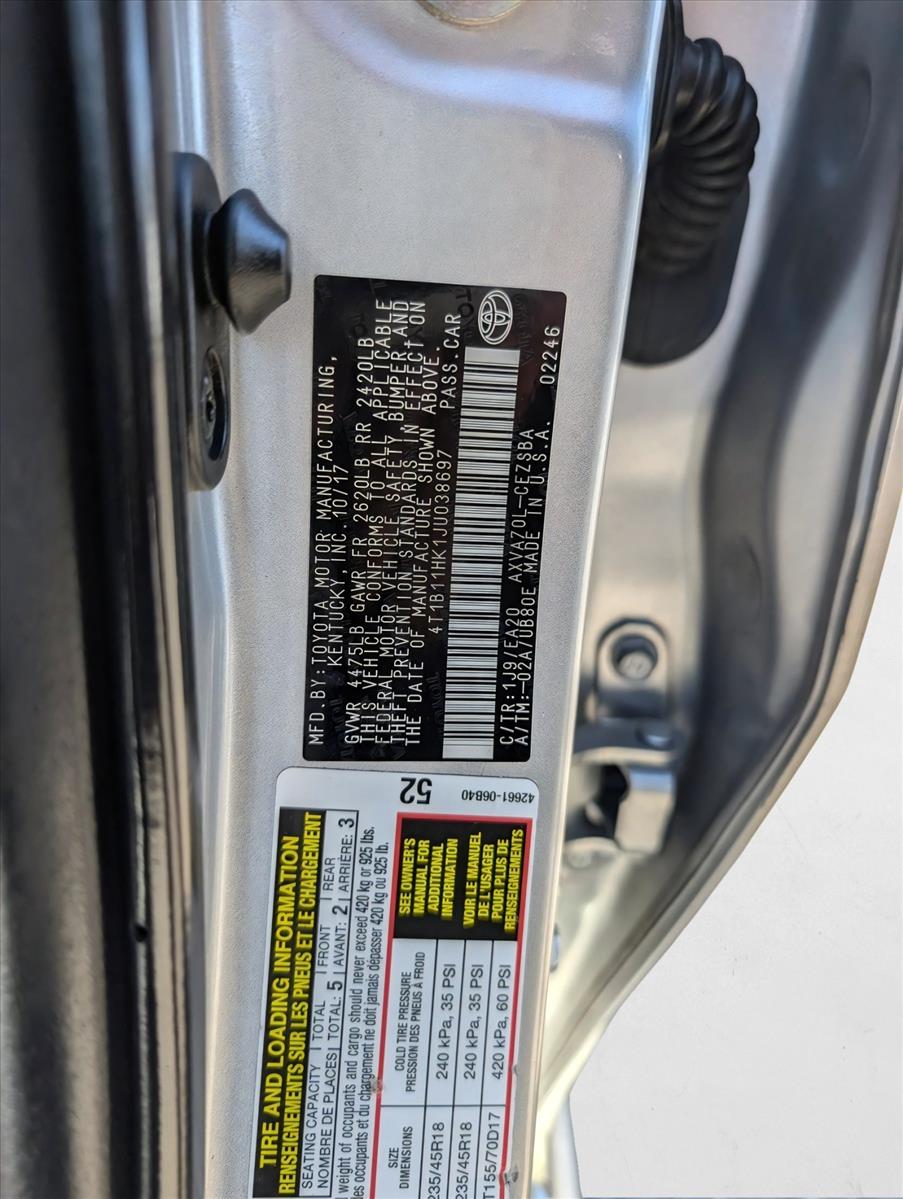 MFD.BY:TOYOTA MOTOR MANUFACTURING,
KENTUCKY, INC. 10/17
GVWR 4475LB GAWR FR 2620LB RR 2420LB
THIS VEHICLE CONFORMS TO ALL APPLICABLE
FEDERAL MOTOR VEHICLE SAFETY, BUMPER AND
THEFT PREVENTION STANDARDS IN EFFECT ON
THE DATE OF MANUFACTURE SHOWN ABOVE.
4T1B11HK1JU038697 PASS.CAR
C/TR:1J9/EA20 AXVA70L-CEZSBA
A/TM:-02A/UB80E MADE IN U.S.A. 02246
TIRE AND LOADING INFORMATION
RENSEIGNEMENTS SUR LES PNEUS ET LE CHARGEMENT
SEATING CAPACITY | TOTAL | FRONT | REAR
NOMBRE DE PLACES | TOTAL: 5 | AVANT: 2 | ARRIÈRE: 3
weight of occupants and cargo should never exceed 420 kg or 925 lbs.
des occupants et du chargement ne doit jamais dépasser 420 kg ou 925 lb.
SIZE
DIMENSIONS
COLD TIRE PRESSURE
PRESSION DES PNEUS À FROID
235/45R18 240 kPa, 35 PSI
235/45R18 240 kPa, 35 PSI
T155/70D17 420 kPa, 60 PSI
SEE OWNER'S
MANUAL FOR
ADDITIONAL
INFORMATION
VOIR LE MANUEL
DE L'USAGER
POUR PLUS DE
RENSEIGNEMENTS
52
42661-06B40